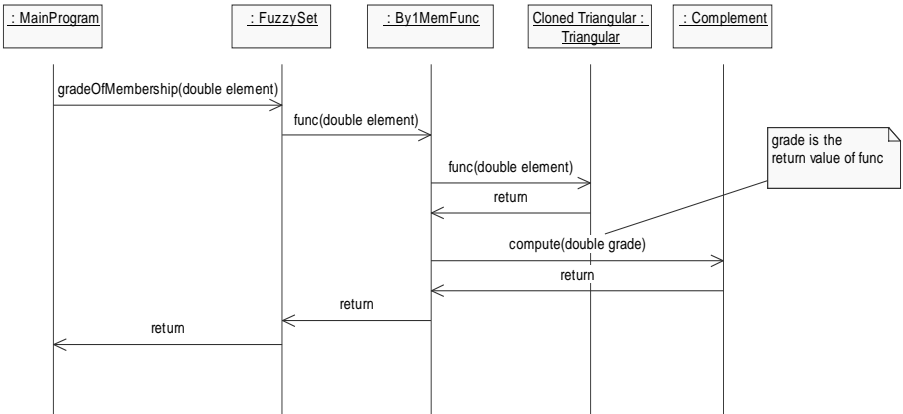 : MainProgram
: FuzzySet
: By1MemFunc
Cloned Triangular :
Triangular
: Complement
gradeOfMembership(double element)
func(double element)
grade is the
return value of func
func(double element)
return
compute(double grade)
return
return
return